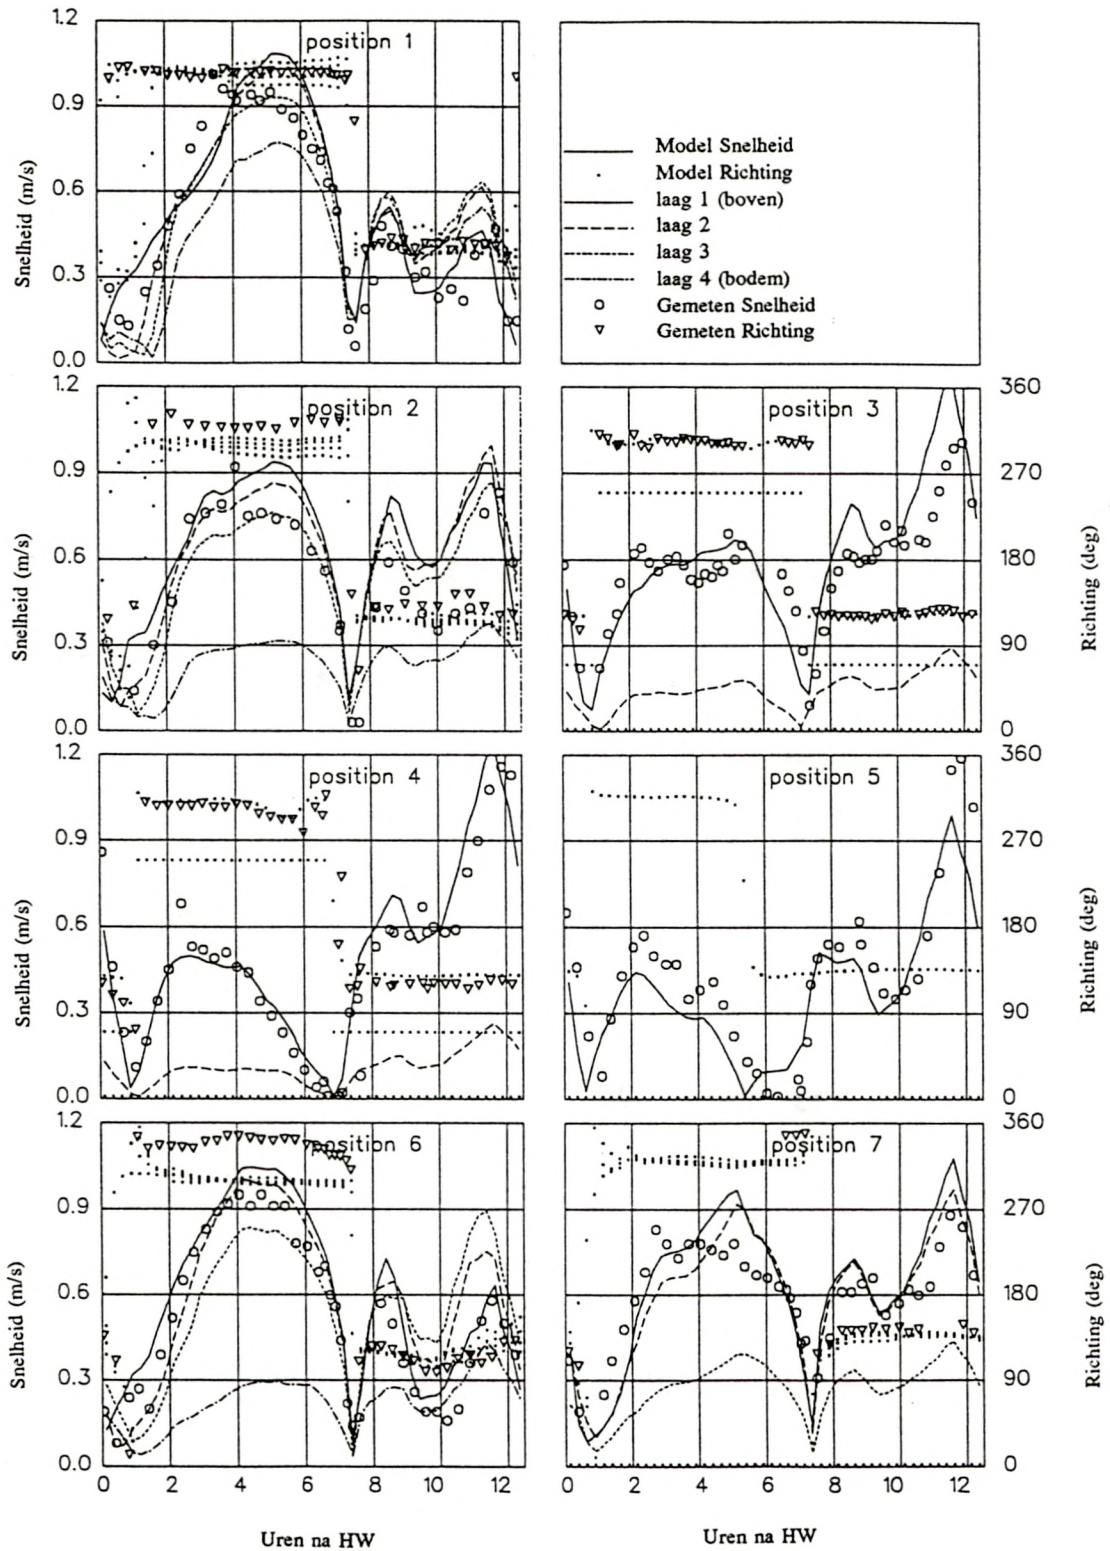 1.2
position 1
0.9
0.6
0.3
0.0
Snelheid (m/s)
Model Snelheid
Model Richting
laag 1 (boven)
laag 2
laag 3
laag 4 (bodem)
Gemeten Snelheid
Gemeten Richting
1.2
position 2
0.9
0.6
0.3
0.0
Snelheid (m/s)
position 3
360
270
180
90
0
Richting (deg)
1.2
position 4
0.9
0.6
0.3
0.0
Snelheid (m/s)
position 5
360
270
180
90
0
Richting (deg)
1.2
position 6
0.9
0.6
0.3
0.0
Snelheid (m/s)
0 2 4 6 8 10 12
Uren na HW
position 7
360
270
180
90
0
Richting (deg)
0 2 4 6 8 10 12
Uren na HW